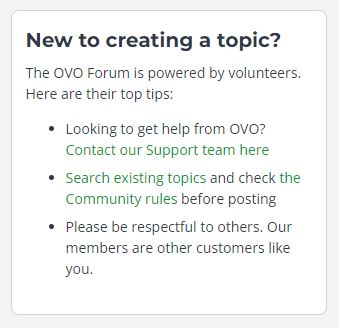 New to creating a topic?
The OVO Forum is powered by volunteers.
Here are their top tips:
• Looking to get help from OVO?
Contact our Support team here
• Search existing topics and check the
Community rules before posting
• Please be respectful to others. Our
members are other customers like
you.